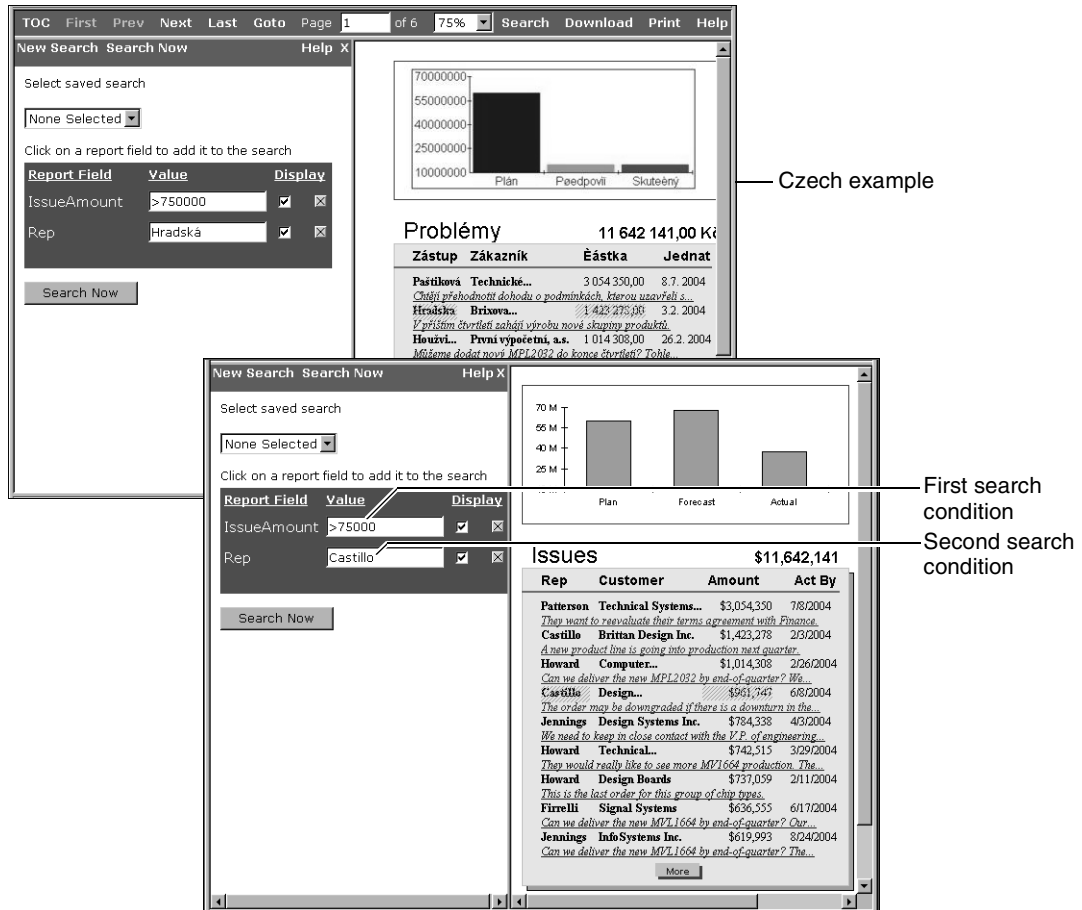 TOC First Prev Next Last Goto Page 1 of 6 75% Search Download Print Help
New Search Search Now Help X
Select saved search
None Selected
Click on a report field to add it to the search
Report Field Value Display
IssueAmount >750000
Rep Hradská
Search Now
70000000
55000000
40000000
25000000
10000000
Plán Pøedpovìï Skuteèný
Problémy 11 642 141,00 Kč
Zástup Zákazník Èástka Jednat
Paštiková Technické... 3 054 350,00 8.7. 2004
Chtějí přehodnotit dohodu o podmínkách, kterou uzavřeli s...
Hradská Brixova... 1 423 278,00 3.2. 2004
V příštím čtvrtletí zahájí výrobu nové skupiny produktů.
Houžvi... První výpočetní, a.s. 1 014 308,00 26.2. 2004
Můžeme dodat nový MPL2032 do konce čtvrtletí? Tohle...
Czech example
New Search Search Now Help X
Select saved search
None Selected
Click on a report field to add it to the search
Report Field Value Display
IssueAmount >75000
Rep Castillo
Search Now
70 M
55 M
40 M
25 M
Plan Forecast Actual
First search
condition
Second search
condition
Issues $11,642,141
Rep Customer Amount Act By
Patterson Technical Systems... $3,054,350 7/8/2004
They want to reevaluate their terms agreement with Finance.
Castillo Brittan Design Inc. $1,423,278 2/3/2004
A new product line is going into production next quarter.
Howard Computer... $1,014,308 2/26/2004
Can we deliver the new MPL2032 by end-of-quarter? We...
Castillo Design... $961,747 6/8/2004
The order may be downgraded if there is a downturn in the...
Jennings Design Systems Inc. $784,338 4/3/2004
We need to keep in close contact with the V.P. of engineering...
Howard Technical... $742,515 3/29/2004
They would really like to see more MV1664 production. The...
Howard Design Boards $737,059 2/11/2004
This is the last order for this group of chip types.
Firrelli Signal Systems $636,555 6/17/2004
Can we deliver the new MVL1664 by end-of-quarter? Our...
Jennings InfoSystems Inc. $619,993 8/24/2004
Can we deliver the new MVL1664 by end-of-quarter? The...
More